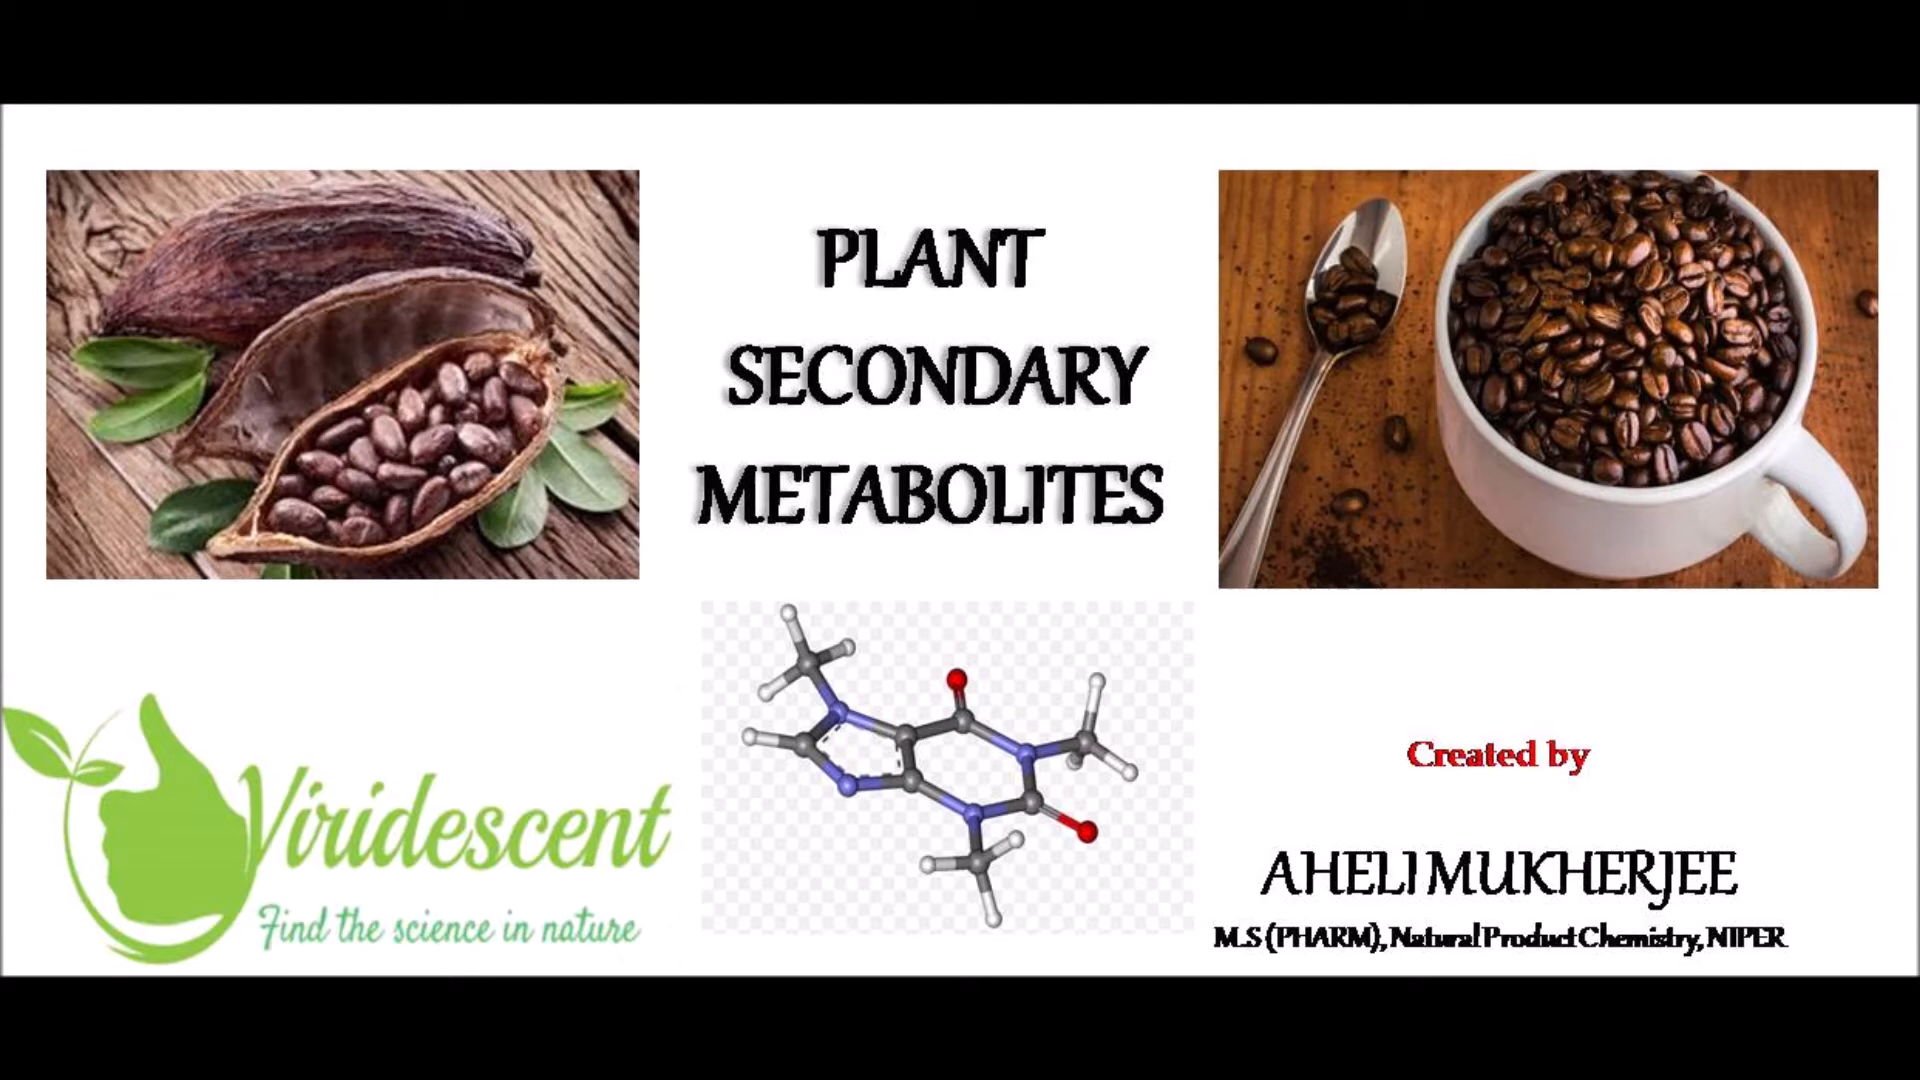 PLANT
SECONDARY
METABOLITES
Viridescent
Find the science in nature
Created by
AHELI MUKHERJEE
M.S (PHARM), Natural Product Chemistry, NIPER